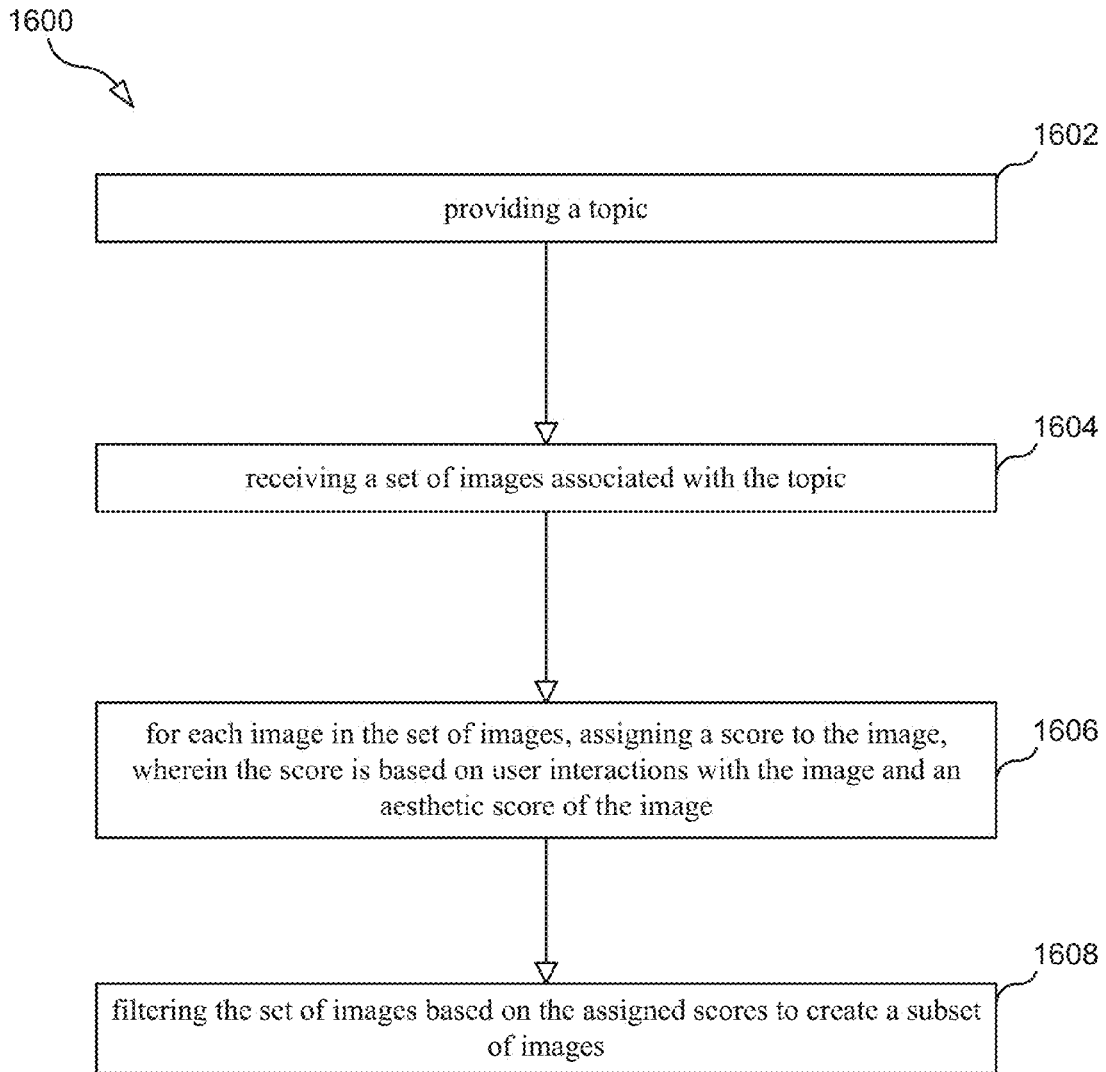 1600
1602
providing a topic
1604
receiving a set of images associated with the topic
1606
for each image in the set of images, assigning a score to the image,
wherein the score is based on user interactions with the image and an
aesthetic score of the image
1608
filtering the set of images based on the assigned scores to create a subset
of images